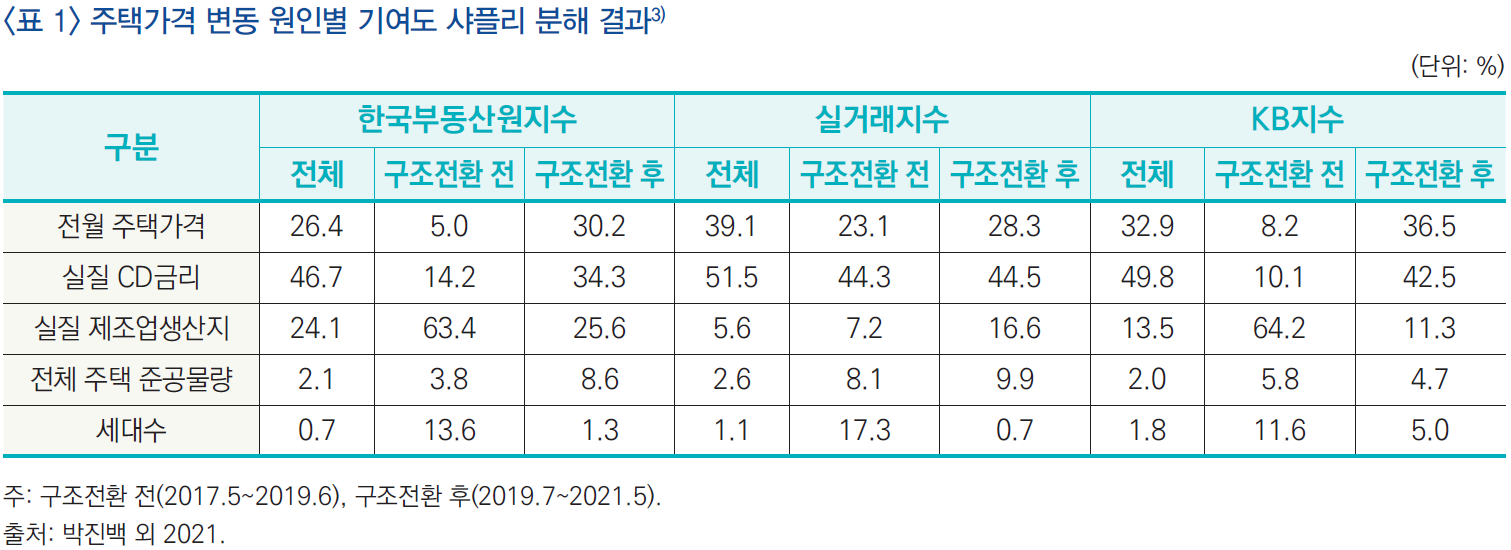 〈표 1〉 주택가격 변동 원인별 기여도 샤플리 분해 결과3)
(단위: %)
구분 한국부동산원지수 실거래지수 KB지수
전체 구조전환 전 구조전환 후 전체 구조전환 전 구조전환 후 전체 구조전환 전 구조전환 후
전월 주택가격 26.4 5.0 30.2 39.1 23.1 28.3 32.9 8.2 36.5
실질 CD금리 46.7 14.2 34.3 51.5 44.3 44.5 49.8 10.1 42.5
실질 제조업생산지 24.1 63.4 25.6 5.6 7.2 16.6 13.5 64.2 11.3
전체 주택 준공물량 2.1 3.8 8.6 2.6 8.1 9.9 2.0 5.8 4.7
세대수 0.7 13.6 1.3 1.1 17.3 0.7 1.8 11.6 5.0
주: 구조전환 전(2017.5~2019.6), 구조전환 후(2019.7~2021.5).
출처: 박진백 외 2021.